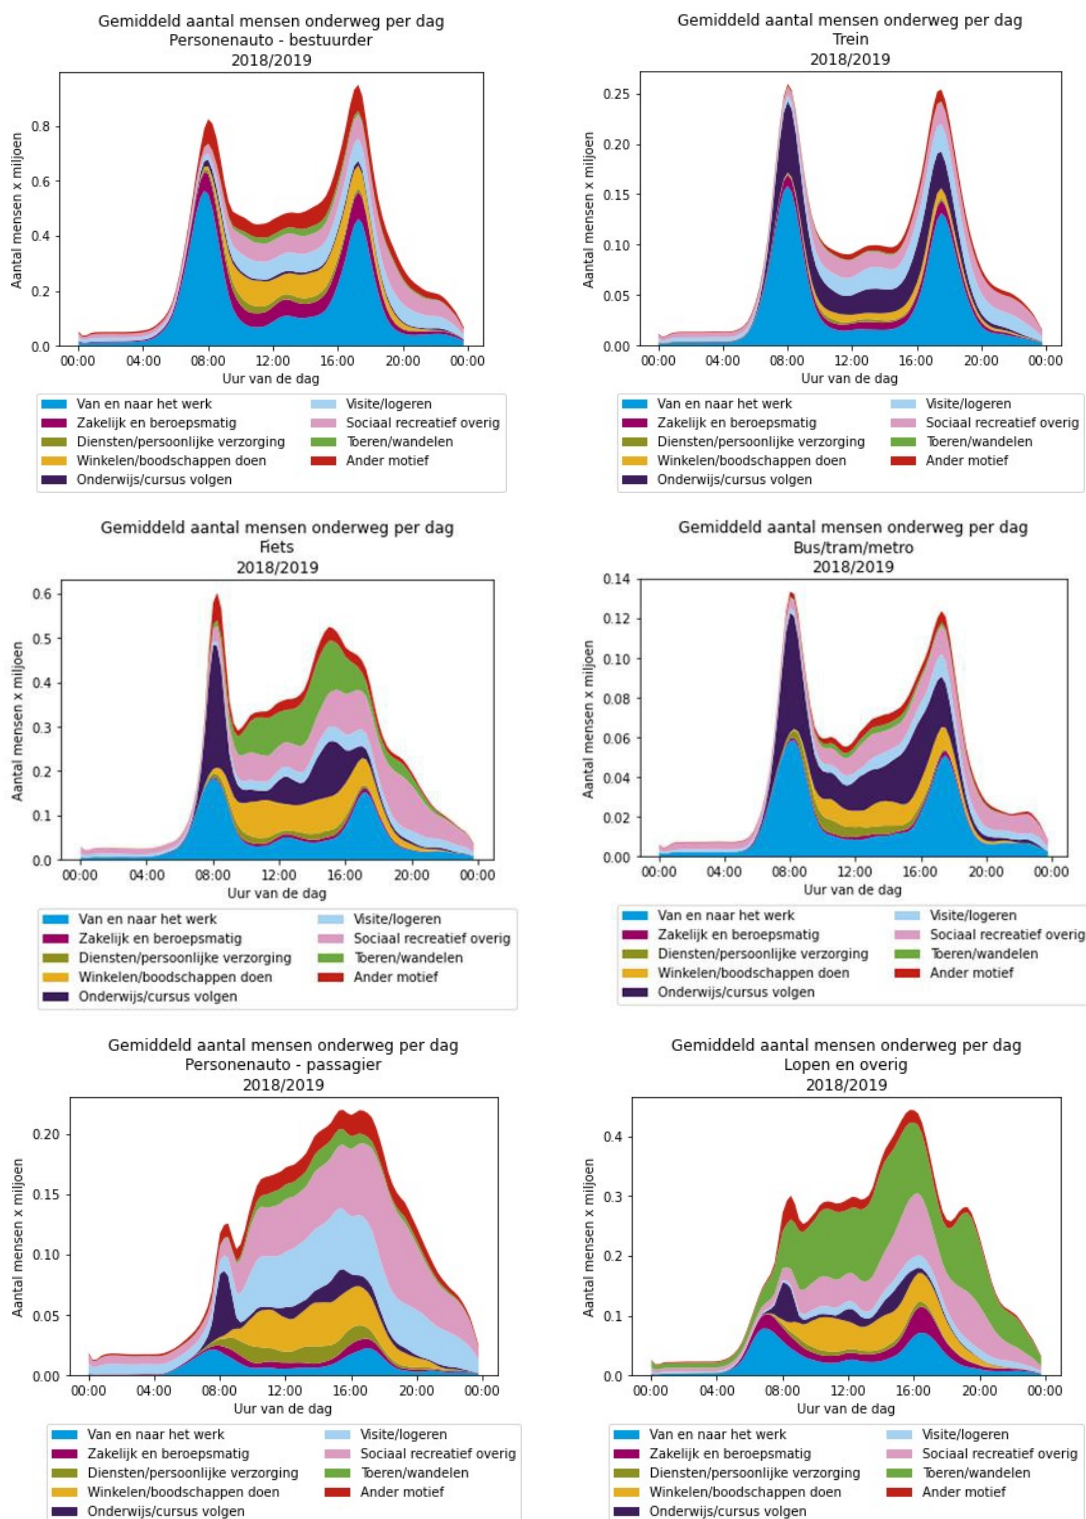 Gemiddeld aantal mensen onderweg per dag
Personenauto - bestuurder
2018/2019
Aantal mensen x miljoen
0.8
0.6
0.4
0.2
0.0
00:00 04:00 08:00 12:00 16:00 20:00 00:00
Uur van de dag
Van en naar het werk
Zakelijk en beroepsmatig
Diensten/persoonlijke verzorging
Winkelen/boodschappen doen
Onderwijs/cursus volgen
Visite/logeren
Sociaal recreatief overig
Toeren/wandelen
Ander motief
Gemiddeld aantal mensen onderweg per dag
Trein
2018/2019
Aantal mensen x miljoen
0.25
0.20
0.15
0.10
0.05
0.0
00:00 04:00 08:00 12:00 16:00 20:00 00:00
Uur van de dag
Van en naar het werk
Zakelijk en beroepsmatig
Diensten/persoonlijke verzorging
Winkelen/boodschappen doen
Onderwijs/cursus volgen
Visite/logeren
Sociaal recreatief overig
Toeren/wandelen
Ander motief
Gemiddeld aantal mensen onderweg per dag
Fiets
2018/2019
Aantal mensen x miljoen
0.6
0.5
0.4
0.3
0.2
0.1
0.0
00:00 04:00 08:00 12:00 16:00 20:00 00:00
Uur van de dag
Van en naar het werk
Zakelijk en beroepsmatig
Diensten/persoonlijke verzorging
Winkelen/boodschappen doen
Onderwijs/cursus volgen
Visite/logeren
Sociaal recreatief overig
Toeren/wandelen
Ander motief
Gemiddeld aantal mensen onderweg per dag
Bus/tram/metro
2018/2019
Aantal mensen x miljoen
0.14
0.12
0.10
0.08
0.06
0.04
0.02
0.00
00:00 04:00 08:00 12:00 16:00 20:00 00:00
Uur van de dag
Van en naar het werk
Zakelijk en beroepsmatig
Diensten/persoonlijke verzorging
Winkelen/boodschappen doen
Onderwijs/cursus volgen
Visite/logeren
Sociaal recreatief overig
Toeren/wandelen
Ander motief
Gemiddeld aantal mensen onderweg per dag
Personenauto - passagier
2018/2019
Aantal mensen x miljoen
0.20
0.15
0.10
0.05
0.00
00:00 04:00 08:00 12:00 16:00 20:00 00:00
Uur van de dag
Van en naar het werk
Zakelijk en beroepsmatig
Diensten/persoonlijke verzorging
Winkelen/boodschappen doen
Onderwijs/cursus volgen
Visite/logeren
Sociaal recreatief overig
Toeren/wandelen
Ander motief
Gemiddeld aantal mensen onderweg per dag
Lopen en overig
2018/2019
Aantal mensen x miljoen
0.4
0.3
0.2
0.1
0.0
00:00 04:00 08:00 12:00 16:00 20:00 00:00
Uur van de dag
Van en naar het werk
Zakelijk en beroepsmatig
Diensten/persoonlijke verzorging
Winkelen/boodschappen doen
Onderwijs/cursus volgen
Visite/logeren
Sociaal recreatief overig
Toeren/wandelen
Ander motief